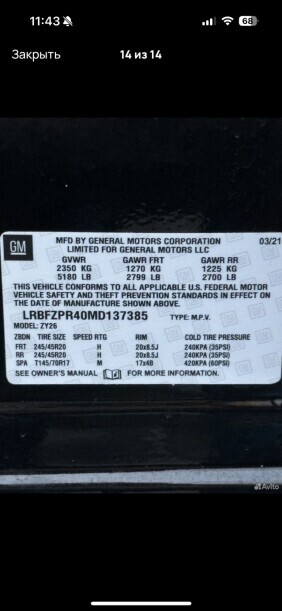 11:43
68
Закрыть
14 из 14
GM
MFD BY GENERAL MOTORS CORPORATION
03/21
LIMITED FOR GENERAL MOTORS LLC
GVWR GAWR FRT GAWR RR
2350 KG 1270 KG 1225 KG
5180 LB 2799 LB 2700 LB
THIS VEHICLE CONFORMS TO ALL APPLICABLE U.S. FEDERAL MOTOR
VEHICLE SAFETY AND THEFT PREVENTION STANDARDS IN EFFECT ON
THE DATE OF MANUFACTURE SHOWN ABOVE.
LRBFZPR40MD137385 TYPE: M.P.V.
MODEL: ZY26
ZBDN TIRE SIZE SPEED RTG RIM COLD TIRE PRESSURE
FRT 245/45R20 H 20x8.5J 240KPA (35PSI)
RR 245/45R20 H 20x8.5J 240KPA (35PSI)
SPA T145/70R17 M 17x4B 420KPA (60PSI)
SEE OWNER'S MANUAL FOR MORE INFORMATION.
Avito